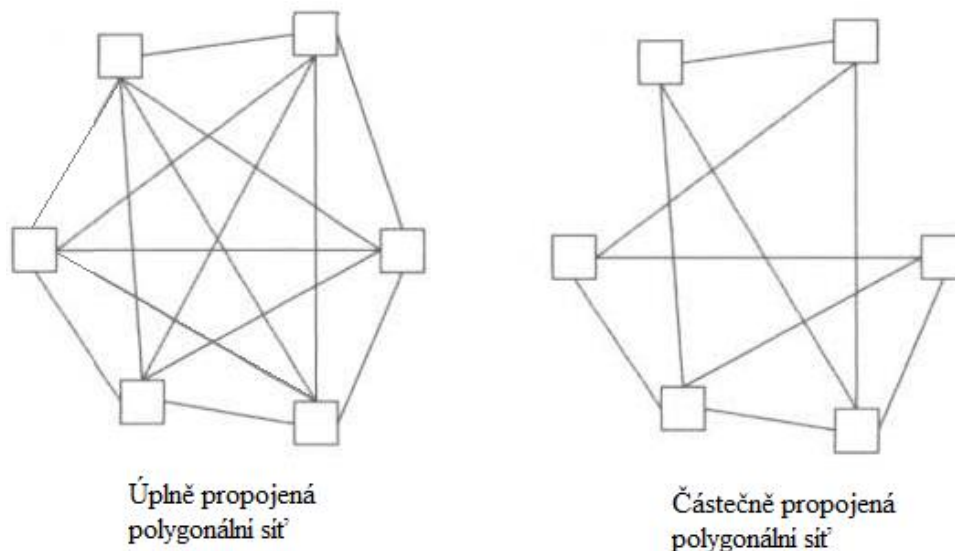 Úplně propojená
polygonální síť
Částečně propojená
polygonální síť